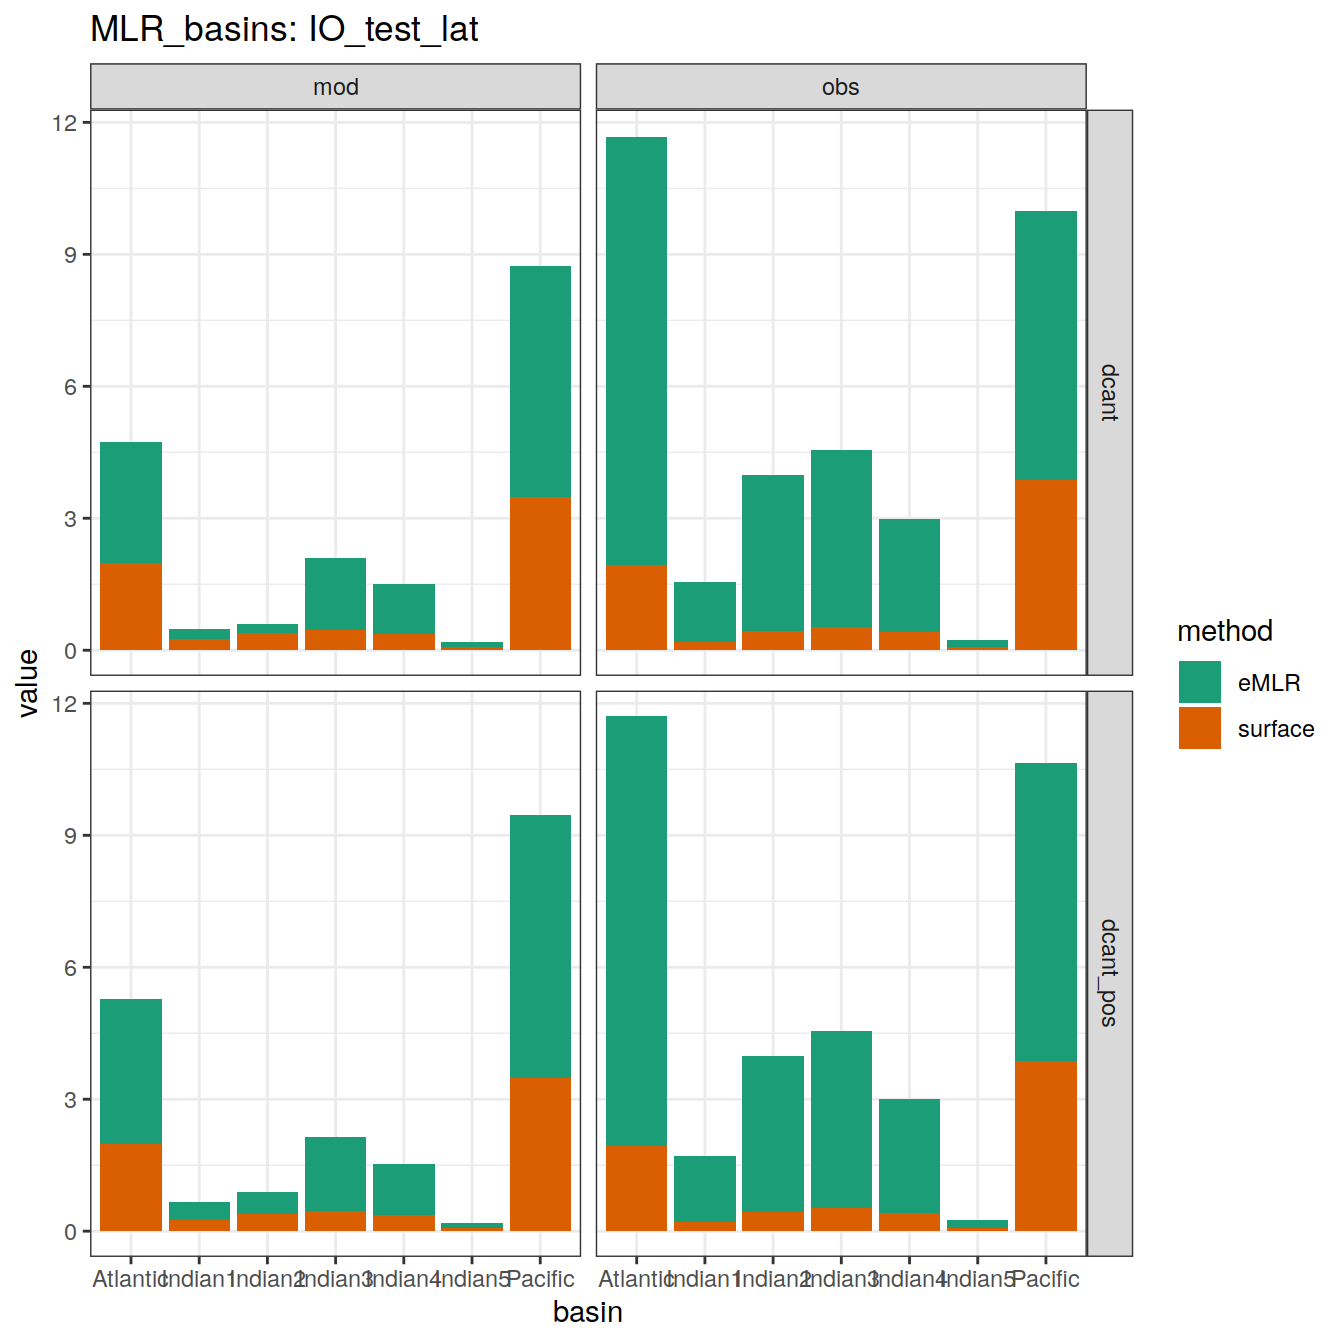 MLR_basins: IO_test_lat
mod
obs
12
9
6
3
0
dcant
12
9
6
3
0
dcant_pos
value
Atlantic Indian1 Indian2 Indian3 Indian4 Indian5 Pacific
Atlantic Indian1 Indian2 Indian3 Indian4 Indian5 Pacific
basin
method
eMLR
surface